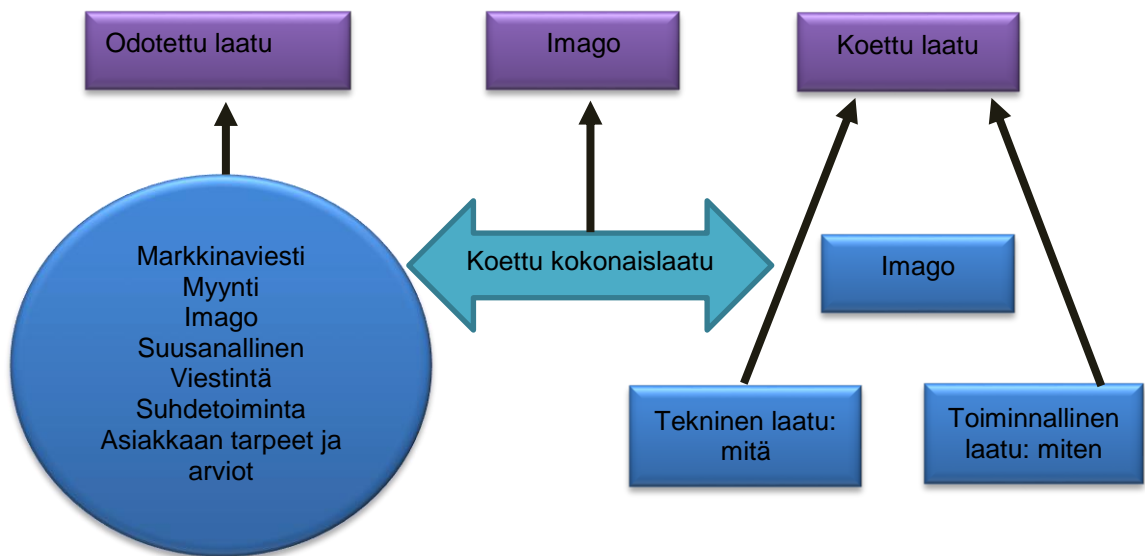 Odotettu laatu
Imago
Koettu laatu
Markkinaviesti
Myynti
Imago
Suusanallinen
Viestintä
Suhdetoiminta
Asiakkaan tarpeet ja
arviot
Koettu kokonaislaatu
Imago
Tekninen laatu:
mitä
Toiminnallinen
laatu: miten